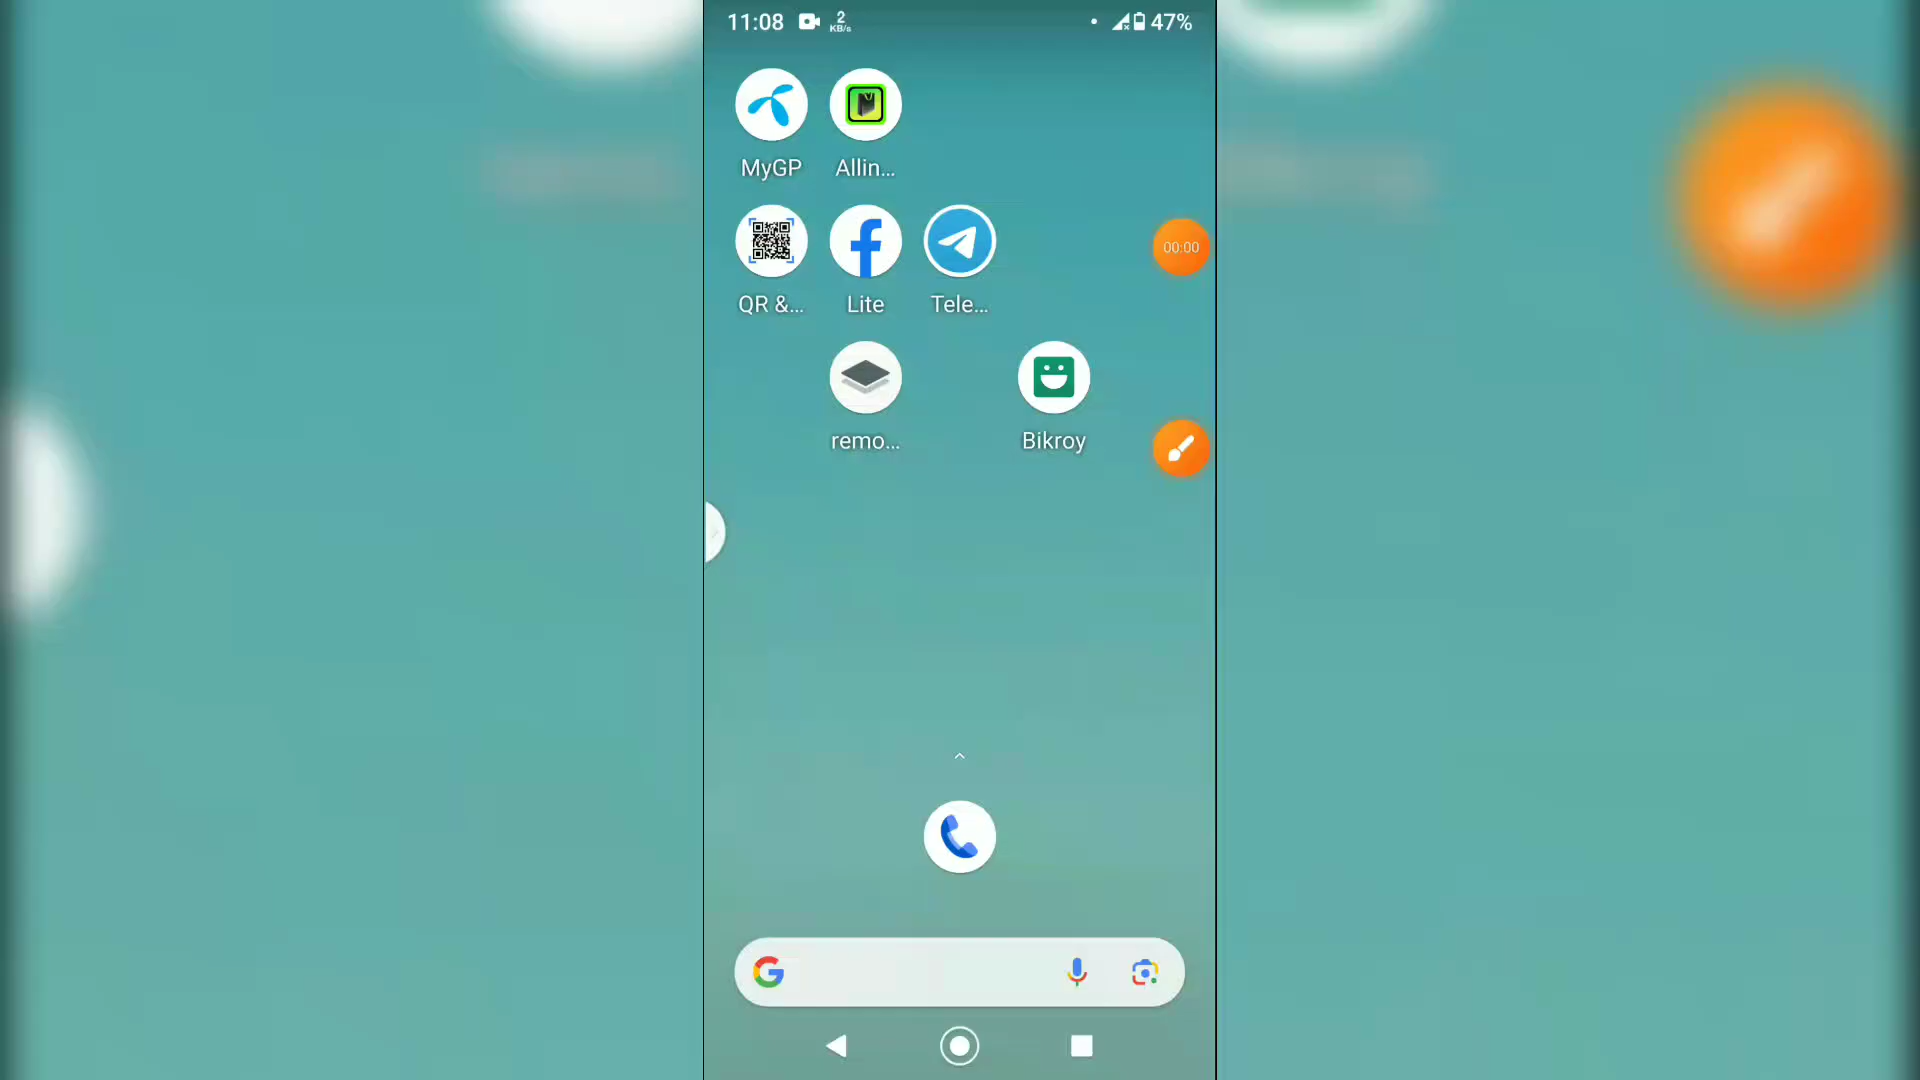 11:08 2 KB/s 47%
MyGP Allin...
00:00
QR &... Lite Tele...
remo... Bikroy